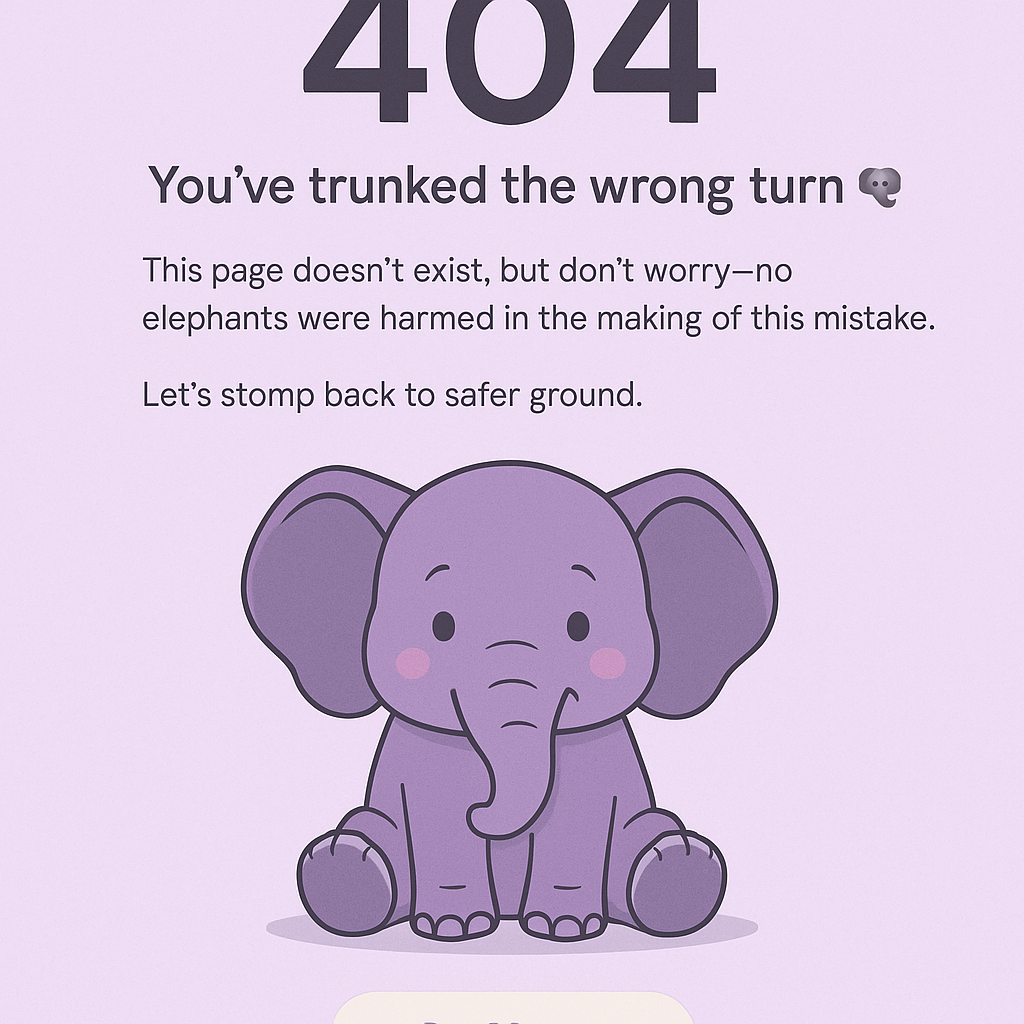 404
You’ve trunked the wrong turn 🐘
This page doesn’t exist, but don’t worry—no
elephants were harmed in the making of this mistake.
Let’s stomp back to safer ground.